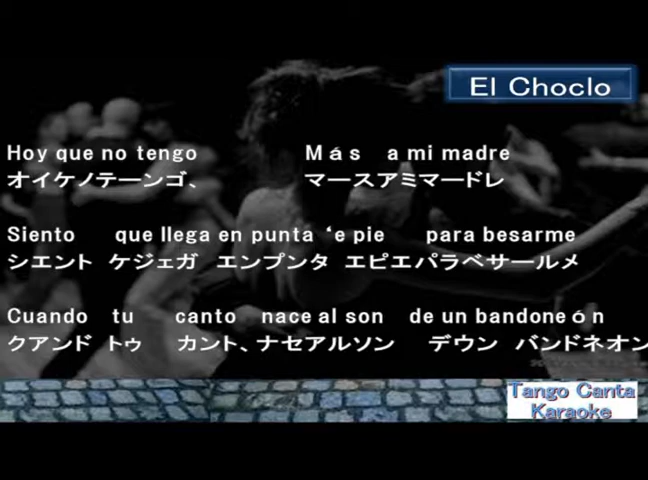 El Choclo
Hoy que no tengo Más a mi madre
オイケノテーンゴ、 マースアミマードレ
Siento que llega en punta ‘e pie para besarme
シエント ケジェガ エンプンタ エピエパラベサールメ
Cuando tu canto nace al son de un bandoneón
クアンド トゥ カント、ナセアルソン デウン バンドネオン
Tango Canta
Karaoke